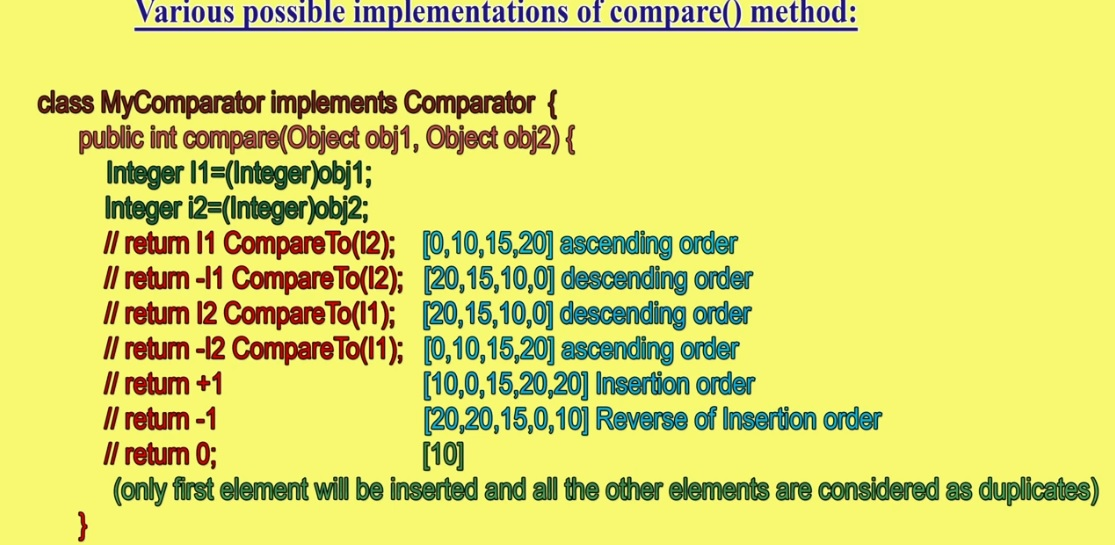 Various possible implementations of compare() method:
class MyComparator implements Comparator {
public int compare(Object obj1, Object obj2) {
Integer I1=(Integer)obj1;
Integer i2=(Integer)obj2;
// return I1 CompareTo(I2); [0,10,15,20] ascending order
// return -I1 CompareTo(I2); [20,15,10,0] descending order
// return I2 CompareTo(I1); [20,15,10,0] descending order
// return -I2 CompareTo(I1); [0,10,15,20] ascending order
// return +1 [10,0,15,20,20] Insertion order
// return -1 [20,20,15,0,10] Reverse of Insertion order
// return 0; [10]
(only first element will be inserted and all the other elements are considered as duplicates)
}